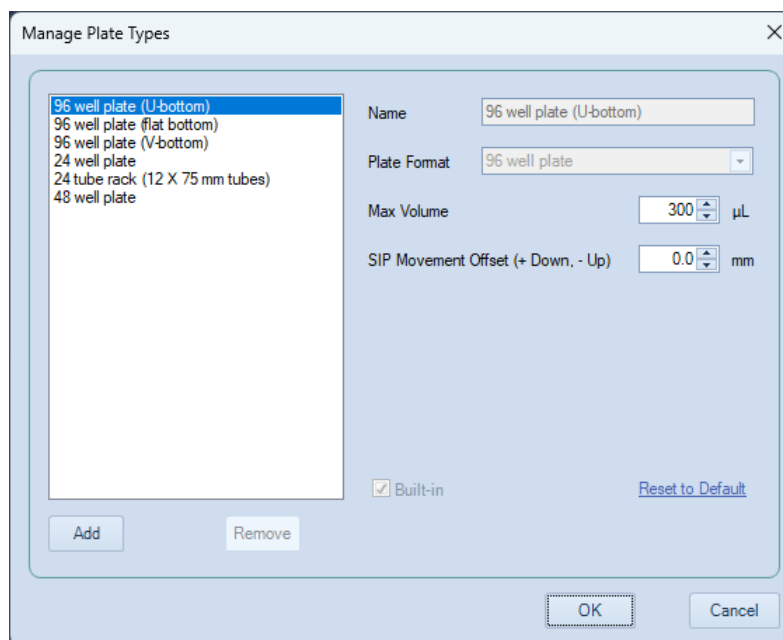 Manage Plate Types
96 well plate (U-bottom)
96 well plate (flat bottom)
96 well plate (V-bottom)
24 well plate
24 tube rack (12 X 75 mm tubes)
48 well plate
Name
96 well plate (U-bottom)
Plate Format
96 well plate
Max Volume
300
µL
SIP Movement Offset (+ Down, - Up)
0.0
mm
Built-in
Reset to Default
Add
Remove
OK
Cancel